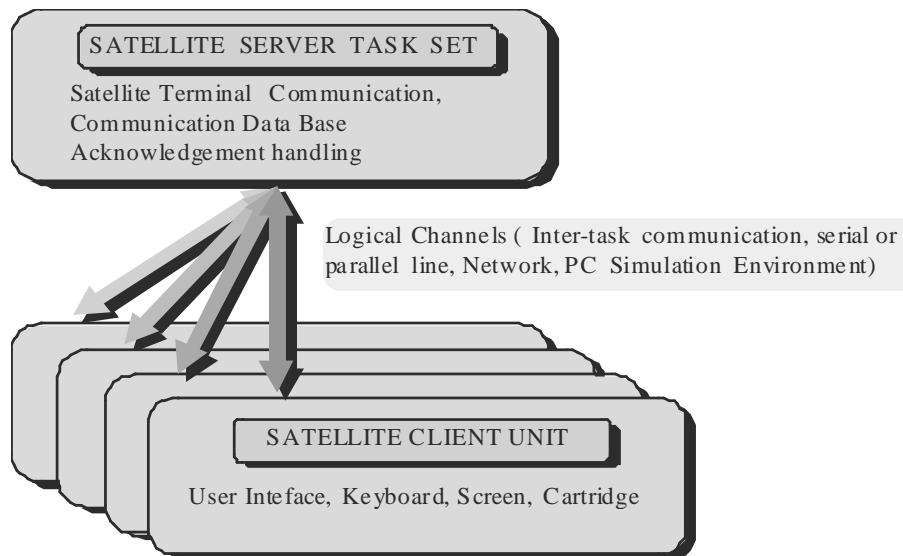 SATELLITE SERVER TASK SET
Satellite Terminal Communication,
Communication Data Base
Acknowledgement handling
Logical Channels ( Inter-task communication, serial or
parallel line, Network, PC Simulation Environment)
SATELLITE CLIENT UNIT
User Inteface, Keyboard, Screen, Cartridge